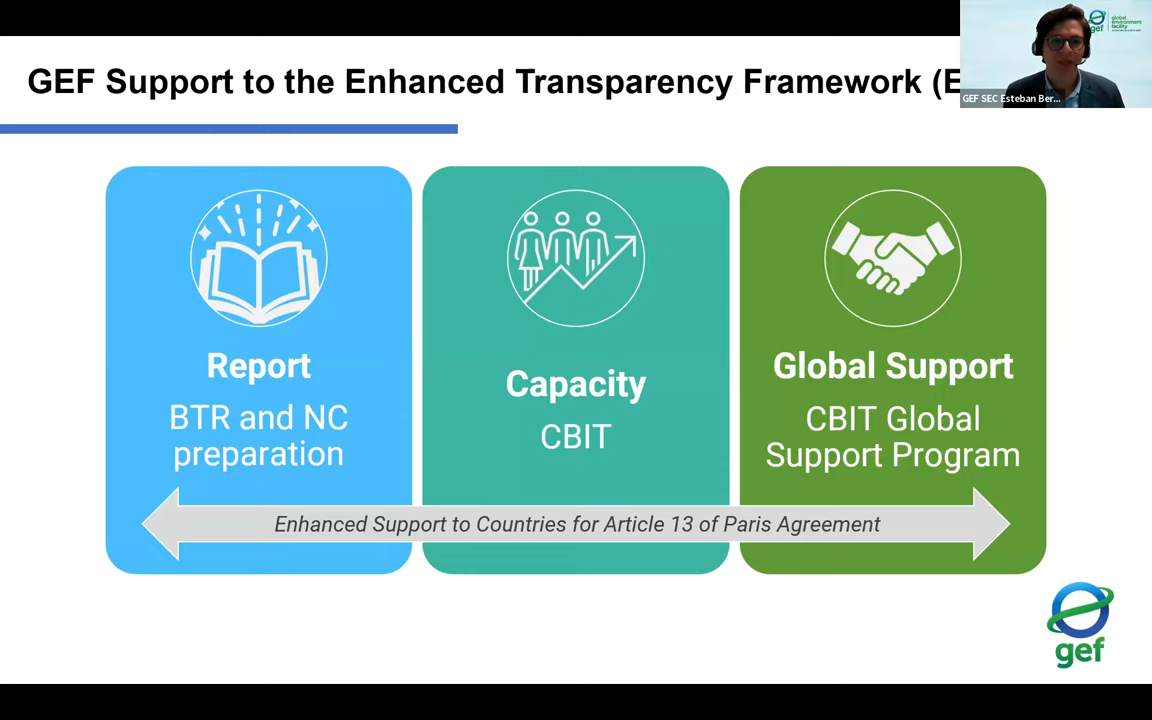 GEF Support to the Enhanced Transparency Framework (E
gef
GEF SEC Esteban Ber...
Report
BTR and NC
preparation
Capacity
CBIT
Global Support
CBIT Global
Support Program
Enhanced Support to Countries for Article 13 of Paris Agreement
gef